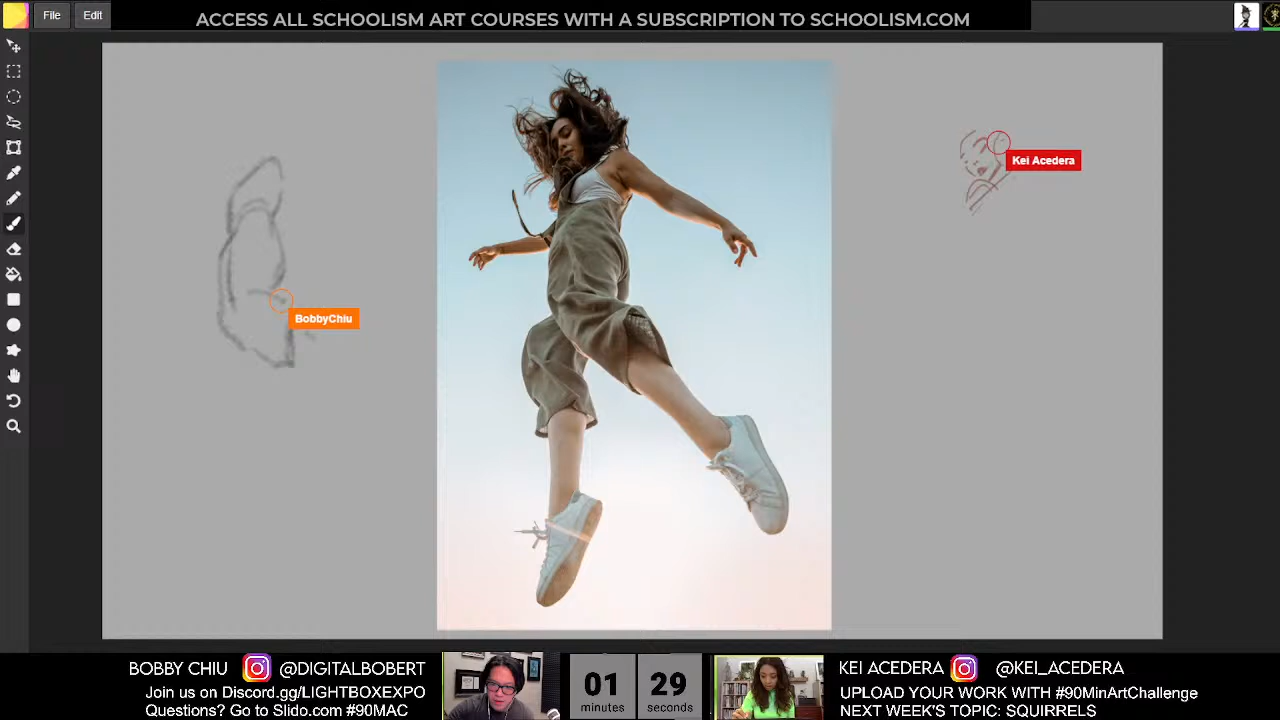 File
Edit
ACCESS ALL SCHOOLISM ART COURSES WITH A SUBSCRIPTION TO SCHOOLISM.COM
Kei Acedera
BobbyChiu
BOBBY CHIU @DIGITALBOBERT
Join us on Discord.gg/LIGHTBOXEXPO
Questions? Go to Slido.com #90MAC
01 29
minutes seconds
KEI ACEDERA @KEI_ACEDERA
UPLOAD YOUR WORK WITH #90MinArtChallenge
NEXT WEEK'S TOPIC: SQUIRRELS